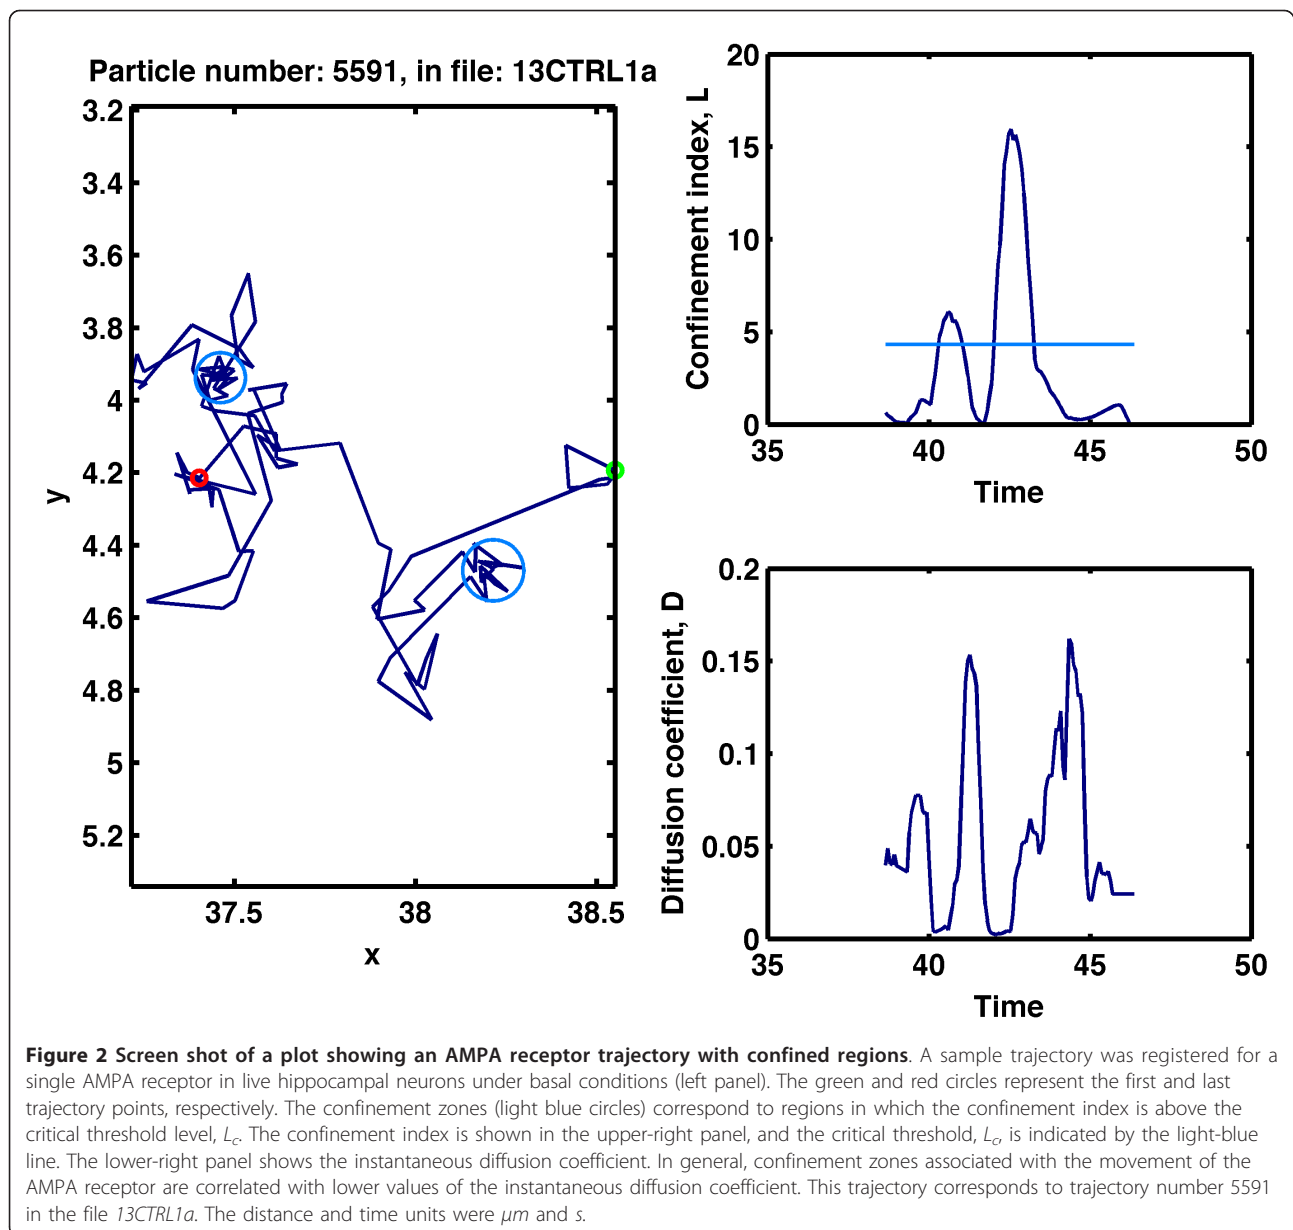 Particle number: 5591, in file: 13CTRL1a
3.2
3.4
3.6
3.8
4
4.2
4.4
4.6
4.8
5
5.2
y
37.5
38
38.5
x
20
15
10
5
0
Confinement index, L
35
40
45
50
Time
0.2
0.15
0.1
0.05
0
Diffusion coefficient, D
35
40
45
50
Time
Figure 2 Screen shot of a plot showing an AMPA receptor trajectory with confined regions. A sample trajectory was registered for a
single AMPA receptor in live hippocampal neurons under basal conditions (left panel). The green and red circles represent the first and last
trajectory points, respectively. The confinement zones (light blue circles) correspond to regions in which the confinement index is above the
critical threshold level, Lc. The confinement index is shown in the upper-right panel, and the critical threshold, Lc, is indicated by the light-blue
line. The lower-right panel shows the instantaneous diffusion coefficient. In general, confinement zones associated with the movement of the
AMPA receptor are correlated with lower values of the instantaneous diffusion coefficient. This trajectory corresponds to trajectory number 5591
in the file 13CTRL1a. The distance and time units were μm and s.